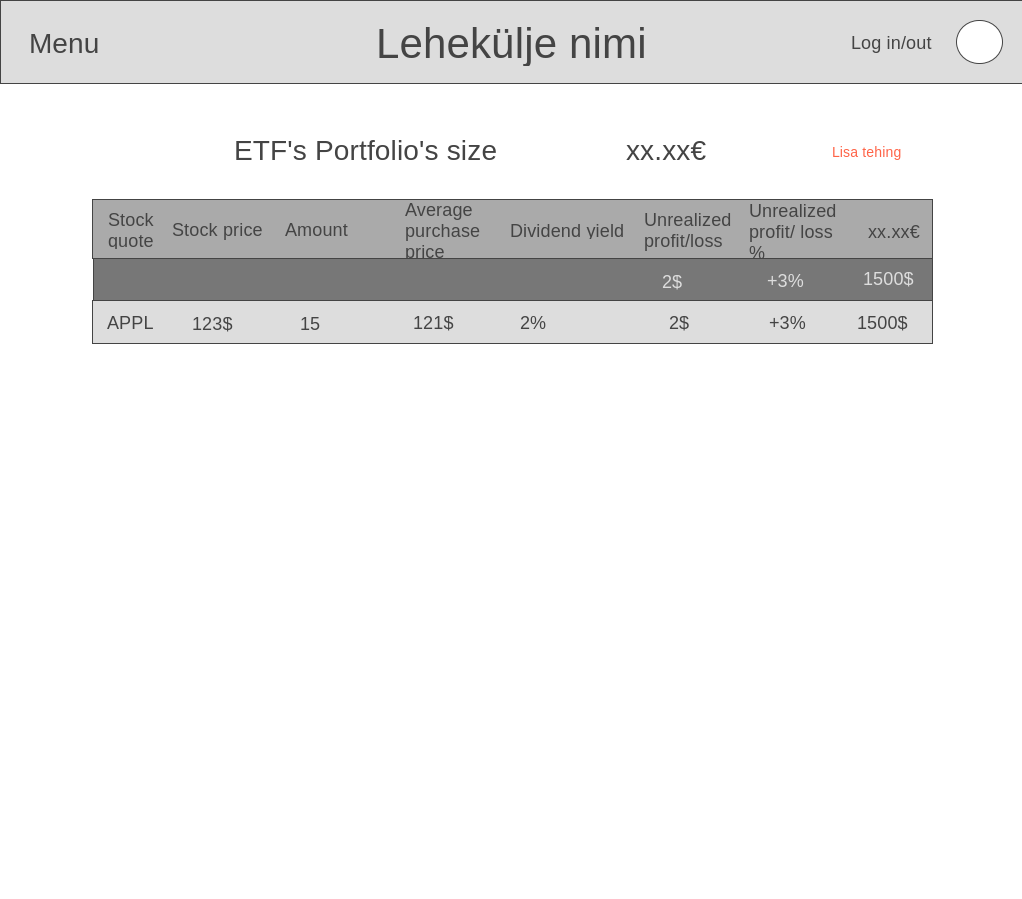 Menu
Lehekülje nimi
Log in/out
ETF's Portfolio's size
xx.xx€
Lisa tehing
Stock
quote
Stock price
Amount
Average
purchase
price
Dividend yield
Unrealized
profit/loss
Unrealized
profit/ loss
%
xx.xx€
2$
+3%
1500$
APPL
123$
15
121$
2%
2$
+3%
1500$